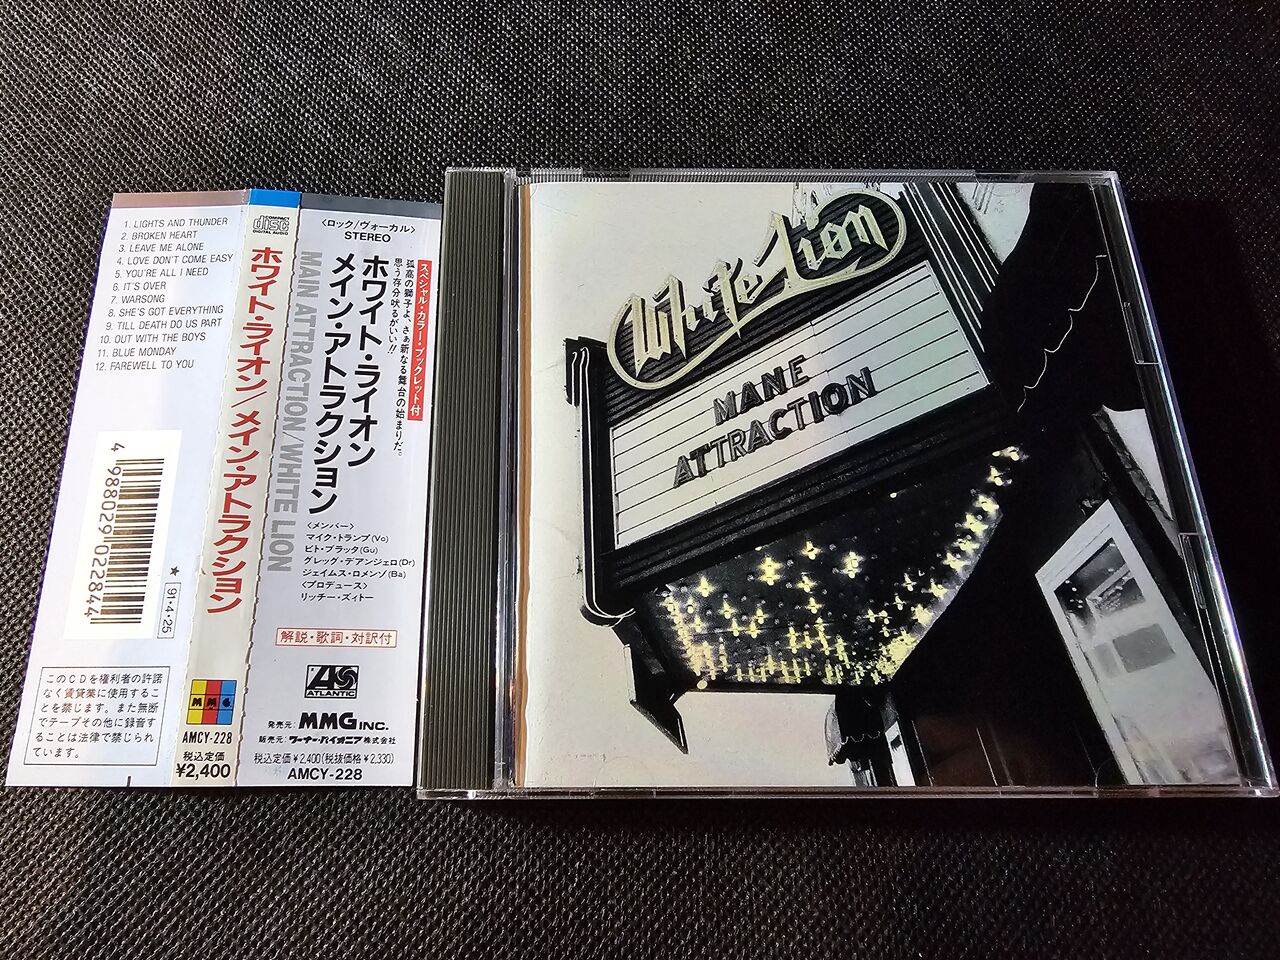 1. LIGHTS AND THUNDER
2. BROKEN HEART
3. LEAVE ME ALONE
4. LOVE DON'T COME EASY
5. YOU'RE ALL I NEED
6. IT'S OVER
7. WARSONG
8. SHE'S GOT EVERYTHING
9. TILL DEATH DO US PART
10. OUT WITH THE BOYS
11. BLUE MONDAY
12. FAREWELL TO YOU
4 988029 022844
★
91・4・25
このCDを権利者の許諾
なく賃貸業に使用するこ
とを禁じます。また無断
でテープその他に録音す
ることは法律で禁じられ
ています。
COMPACT
disc
DIGITAL AUDIO
ホワイト・ライオン/メイン・アトラクション
MMG
AMCY-228
税込定価
¥2,400
MAIN ATTRACTION/WHITE LION
〈ロック/ヴォーカル〉
STEREO
スペシャル・カラー・ブックレット付
孤高の獅子よ、さぁ新なる舞台の始まりだ。
思う存分吠るがいい!!
ホワイト・ライオン
メイン・アトラクション
〈メンバー〉
マイク・トランプ(Vo)
ビト・ブラッタ(Gu)
グレッグ・デアンジェロ(Dr)
ジェイムス・ロメンゾ(Ba)
〈プロデュース〉
リッチー・ズィトー
解説・歌詞・対訳付
ATLANTIC
発売元: MMG INC.
販売元: ワーナー・パイオニア株式会社
税込定価¥2,400(税抜価格¥2,330)
AMCY-228
White Lion
MANE
ATTRACTION